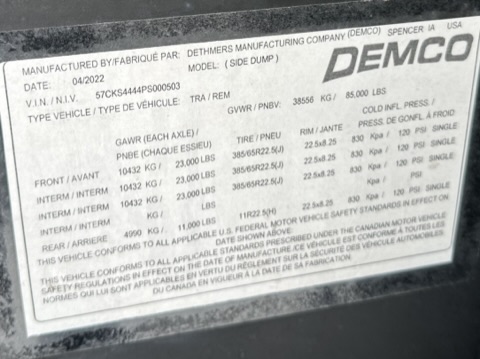 MANUFACTURED BY/FABRIQUÉ PAR: DETHMERS MANUFACTURING COMPANY (DEMCO) SPENCER IA USA
DATE: 04/2022 MODEL: (SIDE DUMP) DEMCO
V.I.N. / N.I.V. 57CKS4444PS000503
TYPE VEHICLE / TYPE DE VÉHICULE: TRA / REM GVWR / PNBV: 38556 KG / 85,000 LBS
GAWR (EACH AXLE) / TIRE / PNEU RIM / JANTE COLD INFL. PRESS. /
PNBE (CHAQUE ESSIEU) PRESS. DE GONFL. À FROID
FRONT / AVANT 10432 KG / 23,000 LBS 385/65R22.5(J) 22.5x8.25 830 Kpa / 120 PSI SINGLE
INTERM / INTERM 10432 KG / 23,000 LBS 385/65R22.5(J) 22.5x8.25 830 Kpa / 120 PSI SINGLE
INTERM / INTERM 10432 KG / 23,000 LBS 385/65R22.5(J) 22.5x8.25 830 Kpa / 120 PSI SINGLE
INTERM / INTERM KG / LBS Kpa / PSI
REAR / ARRIERE 4990 KG / 11,000 LBS 11R22.5(H) 22.5x8.25 830 Kpa / 120 PSI SINGLE
THIS VEHICLE CONFORMS TO ALL APPLICABLE U.S. FEDERAL MOTOR VEHICLE SAFETY STANDARDS IN EFFECT ON
DATE SHOWN ABOVE.
THIS VEHICLE CONFORMS TO ALL APPLICABLE STANDARDS PRESCRIBED UNDER THE CANADIAN MOTOR VEHICLE
SAFETY REGULATIONS IN EFFECT ON THE DATE OF MANUFACTURE./CE VÉHICLE EST CONFORME À TOUTES LES
NORMES QUI LUI SONT APPLICABLES EN VERTU DU RÈGLEMENT SUR LA SÉCURITÉ DES VÉHICULES AUTOMOBILES
DU CANADA EN VIGUEUR À LA DATE DE SA FABRICATION.